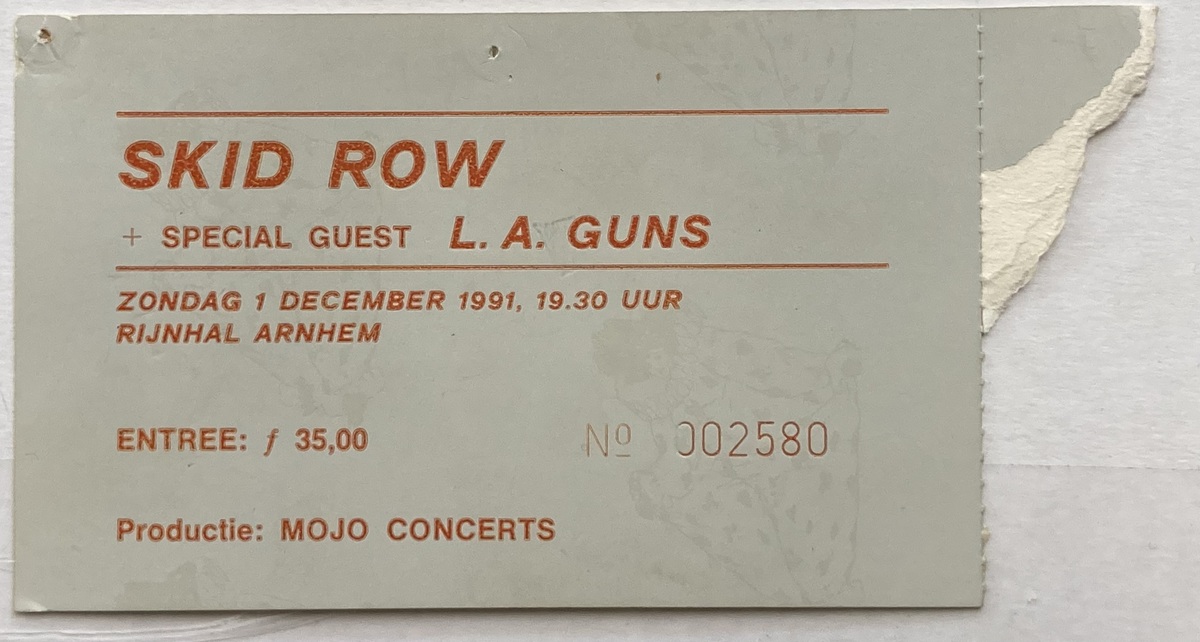 SKID ROW
+ SPECIAL GUEST L.A. GUNS
ZONDAG 1 DECEMBER 1991, 19.30 UUR
RIJNHAL ARNHEM
ENTREE: ƒ 35,00
Nº 002580
Productie: MOJO CONCERTS